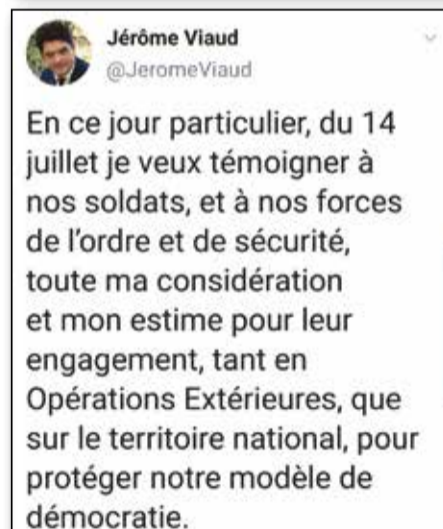 Jérôme Viaud
@JeromeViaud
En ce jour particulier, du 14
juillet je veux témoigner à
nos soldats, et à nos forces
de l'ordre et de sécurité,
toute ma considération
et mon estime pour leur
engagement, tant en
Opérations Extérieures, que
sur le territoire national, pour
protéger notre modèle de
démocratie.